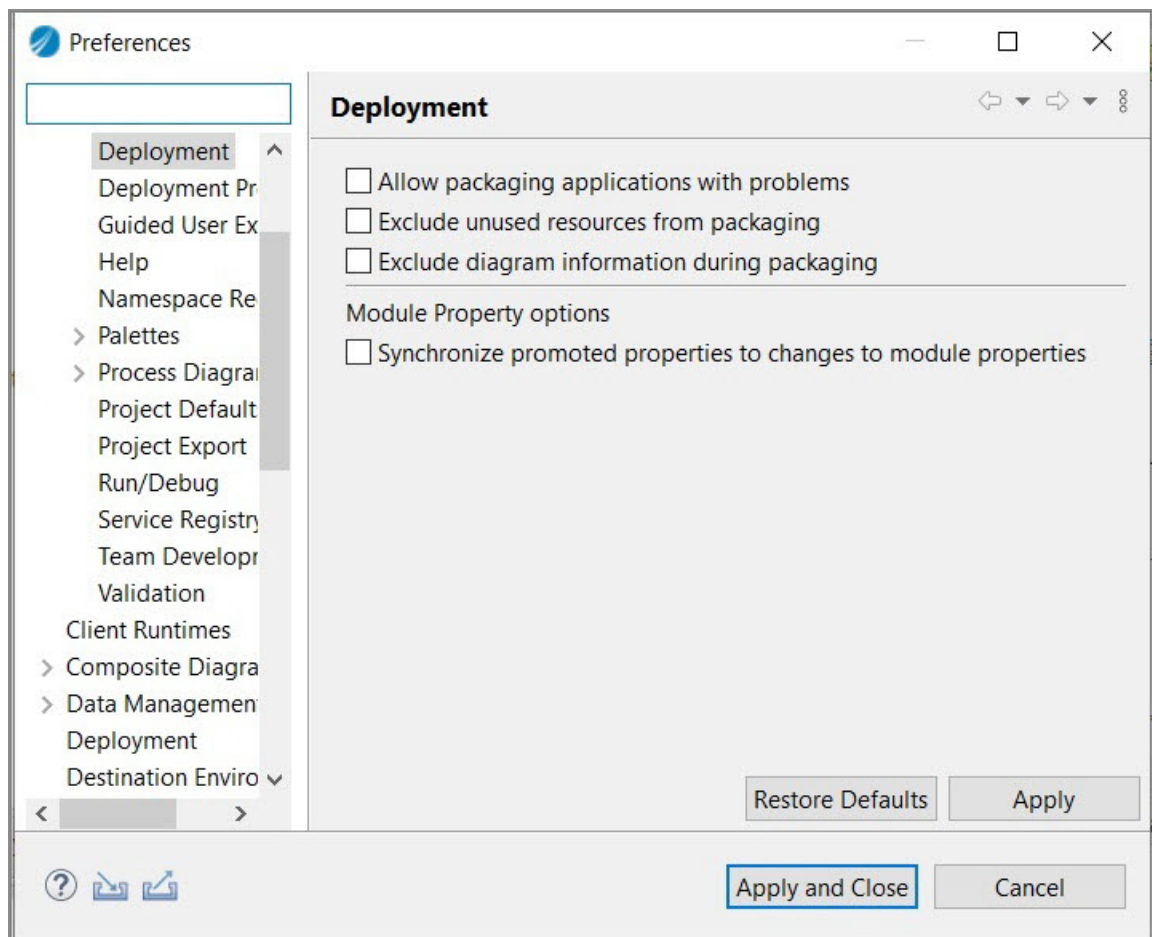 Preferences
Deployment
Deployment
Deployment Pr
Guided User Ex
Help
Namespace Re
Palettes
Process Diagra
Project Default
Project Export
Run/Debug
Service Registry
Team Develop
Validation
Client Runtimes
Composite Diagra
Data Managemen
Deployment
Destination Enviro
Allow packaging applications with problems
Exclude unused resources from packaging
Exclude diagram information during packaging
Module Property options
Synchronize promoted properties to changes to module properties
Restore Defaults
Apply
?
Apply and Close
Cancel